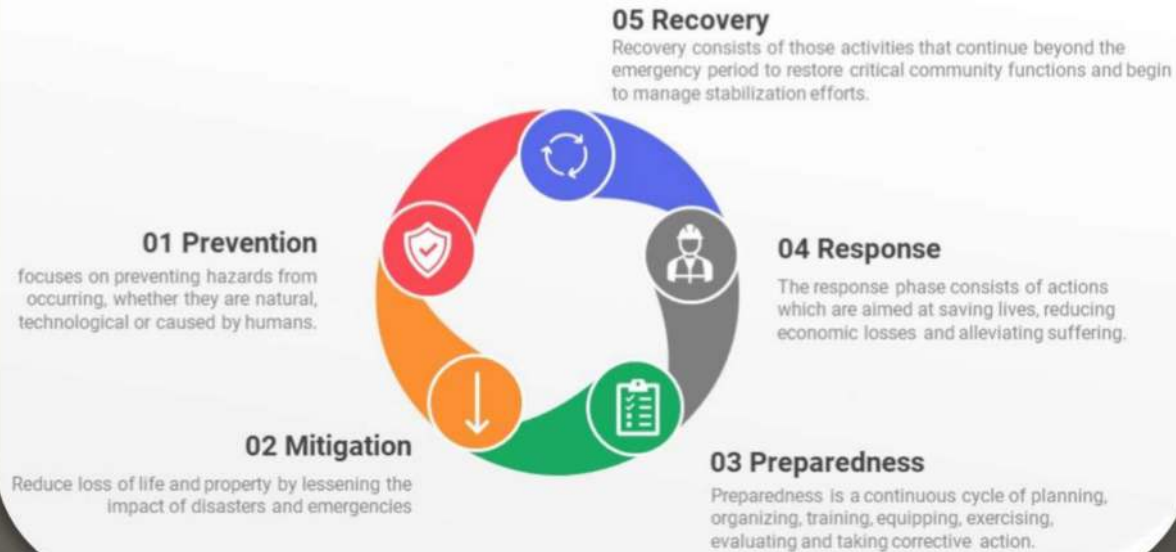 05 Recovery
Recovery consists of those activities that continue beyond the
emergency period to restore critical community functions and begin
to manage stabilization efforts.
01 Prevention
focuses on preventing hazards from
occurring, whether they are natural,
technological or caused by humans.
04 Response
The response phase consists of actions
which are aimed at saving lives, reducing
economic losses and alleviating suffering.
02 Mitigation
Reduce loss of life and property by lessening the
impact of disasters and emergencies
03 Preparedness
Preparedness is a continuous cycle of planning,
organizing, training, equipping, exercising,
evaluating and taking corrective action.